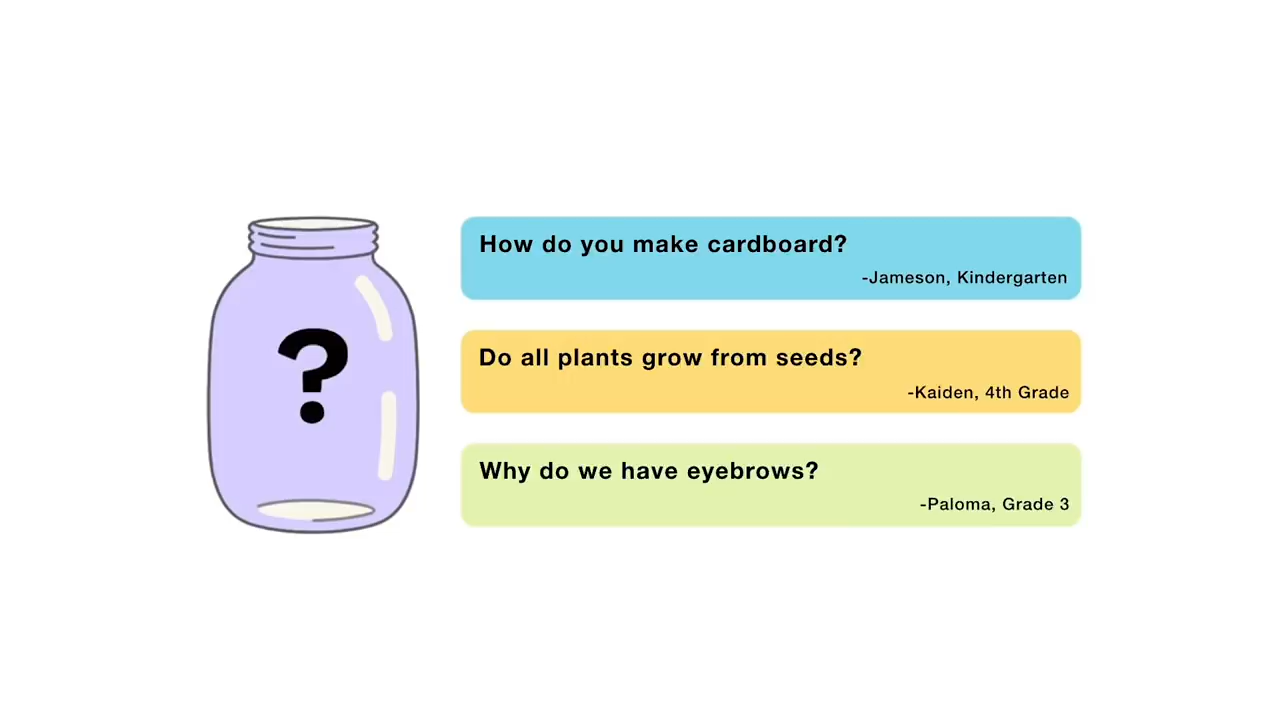 ?
How do you make cardboard?
-Jameson, Kindergarten
Do all plants grow from seeds?
-Kaiden, 4th Grade
Why do we have eyebrows?
-Paloma, Grade 3